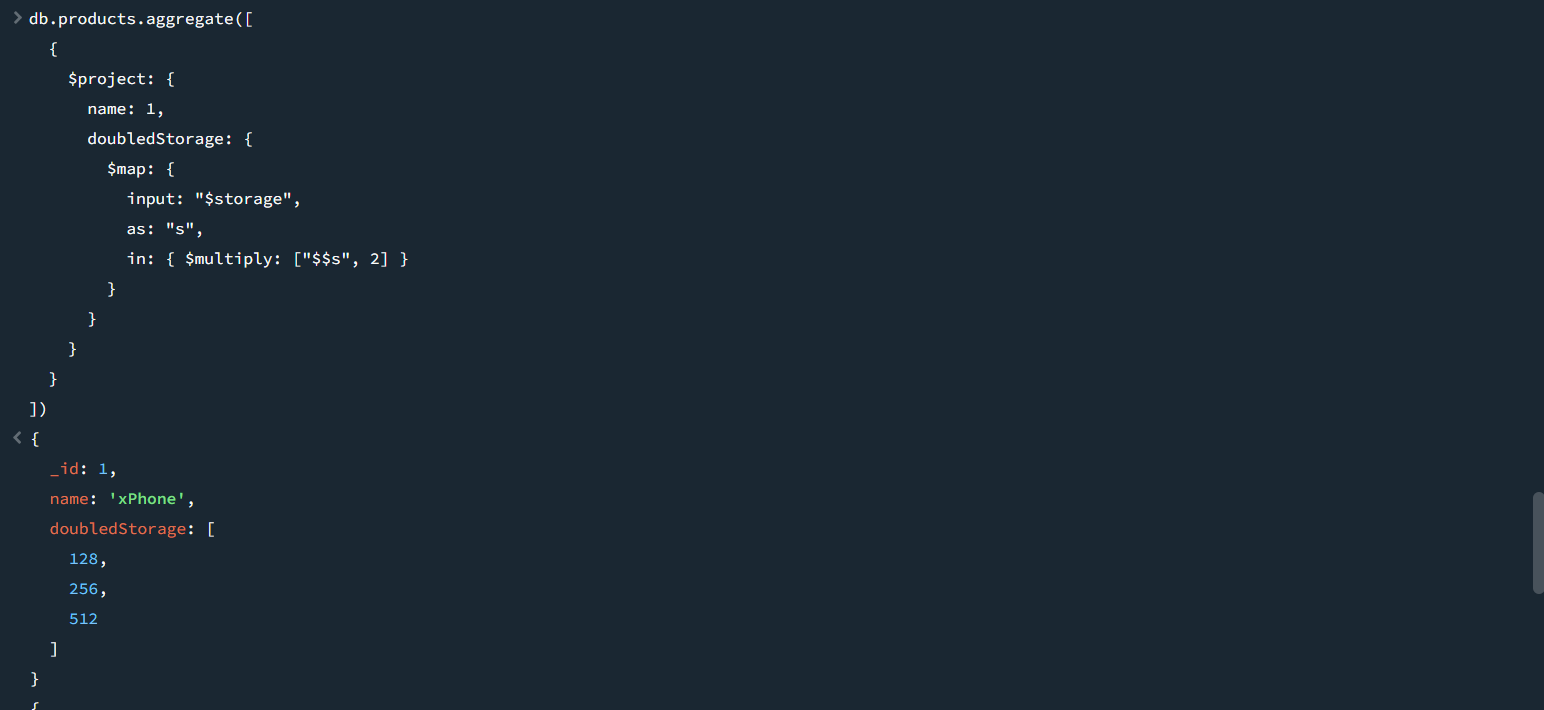 > db.products.aggregate([
{
$project: {
name: 1,
doubledStorage: {
$map: {
input: "$storage",
as: "s",
in: { $multiply: ["$$s", 2] }
}
}
}
}
])
< {
_id: 1,
name: 'xPhone',
doubledStorage: [
128,
256,
512
]
}
{